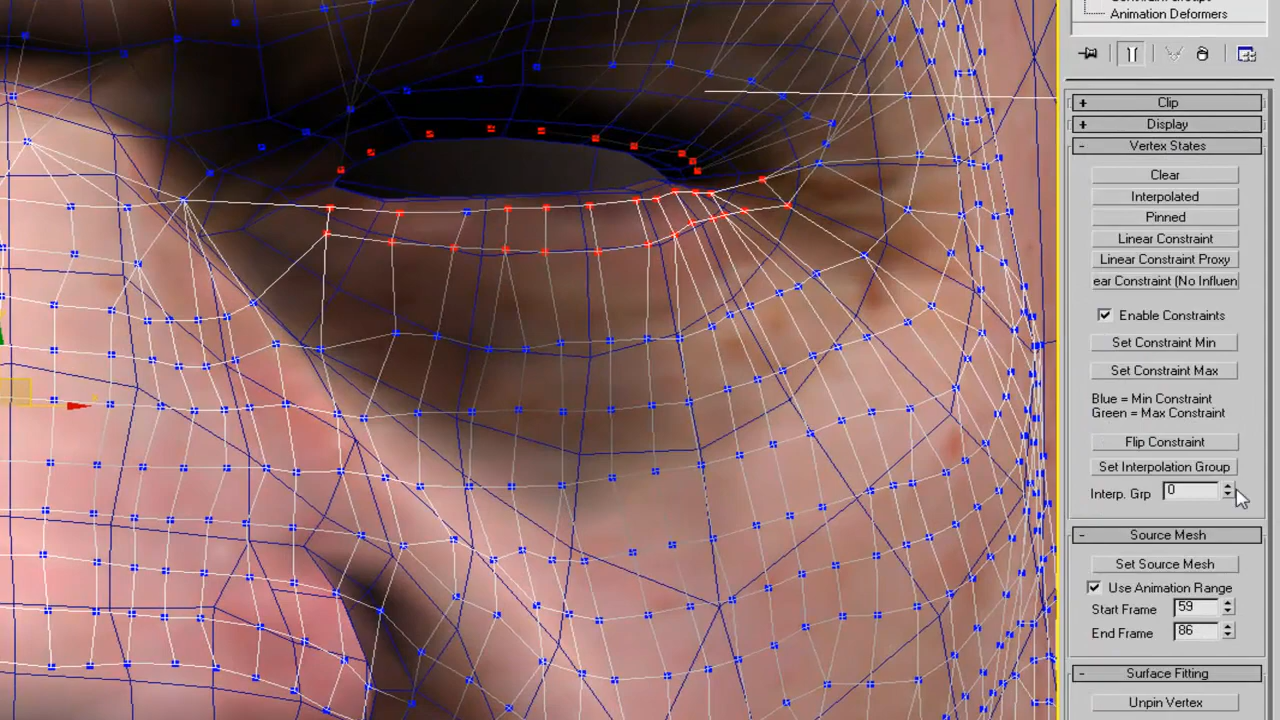 Animation Deformers
+ Clip
+ Display
- Vertex States
Clear
Interpolated
Pinned
Linear Constraint
Linear Constraint Proxy
ear Constraint (No Influen
Enable Constraints
Set Constraint Min
Set Constraint Max
Blue = Min Constraint
Green = Max Constraint
Flip Constraint
Set Interpolation Group
Interp. Grp 0
- Source Mesh
Set Source Mesh
Use Animation Range
Start Frame 59
End Frame 86
- Surface Fitting
Unpin Vertex